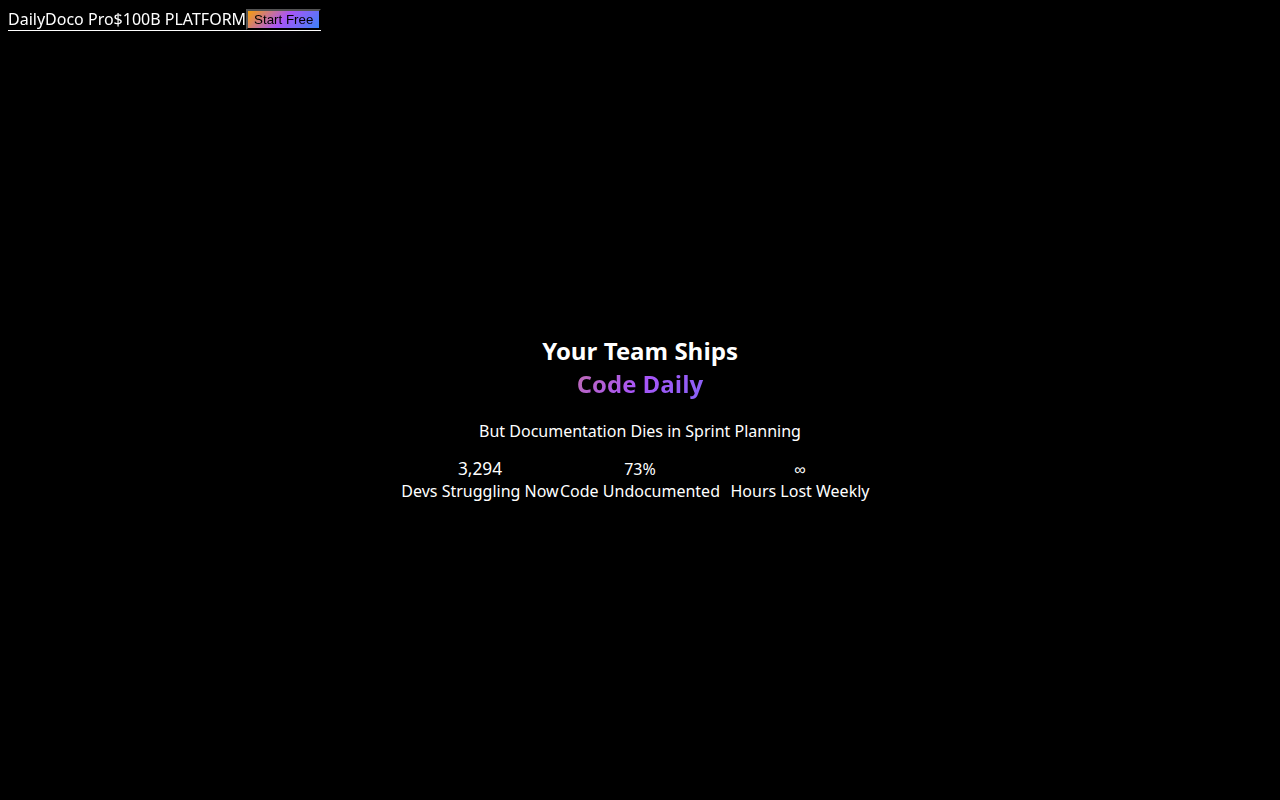 DailyDoco Pro$100B PLATFORM Start Free
Your Team Ships
Code Daily
But Documentation Dies in Sprint Planning
3,294 73% ∞
Devs Struggling Now Code Undocumented Hours Lost Weekly